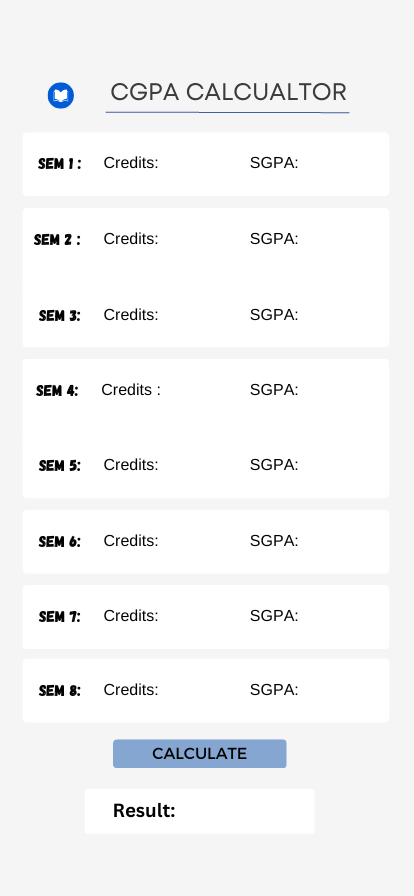 CGPA CALCUALTOR
SEM 1 : Credits: SGPA:
SEM 2 : Credits: SGPA:
SEM 3: Credits: SGPA:
SEM 4: Credits : SGPA:
SEM 5: Credits: SGPA:
SEM 6: Credits: SGPA:
SEM 7: Credits: SGPA:
SEM 8: Credits: SGPA:
CALCULATE
Result: